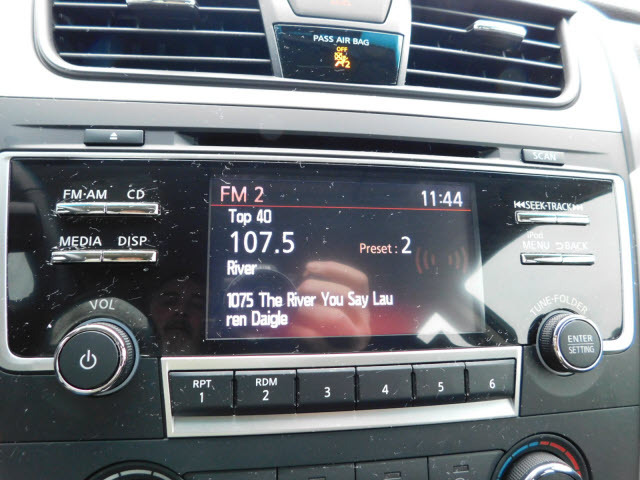 PASS AIR BAG
OFF
2
SCAN
FM·AM CD
MEDIA DISP
VOL
FM 2 11:44
Top 40
107.5 Preset : 2
River
1075 The River You Say Lau
ren Daigle
SEEK·TRACK
iPod
MENU BACK
TUNE·FOLDER
ENTER
SETTING
RPT
1
RDM
2
3
4
5
6